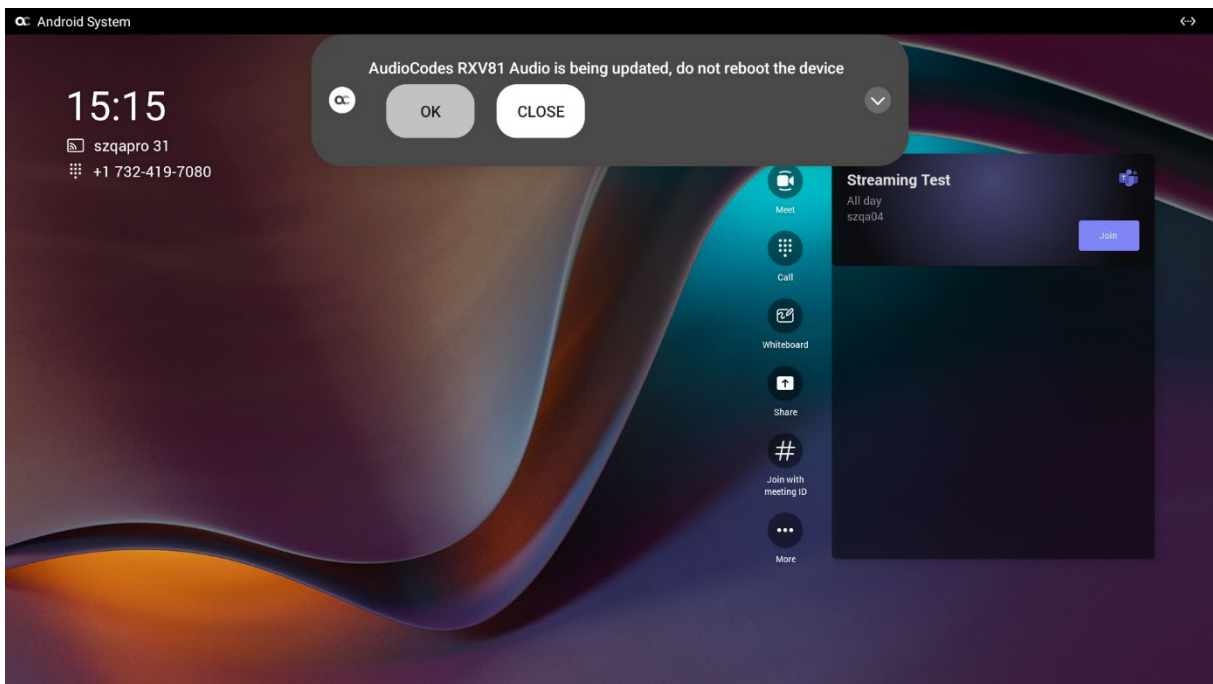 Android System
AudioCodes RXV81 Audio is being updated, do not reboot the device
OK
CLOSE
15:15
szqapro 31
+1 732-419-7080
Meet
Call
Whiteboard
Share
Join with
meeting ID
More
Streaming Test
All day
szqa04
Join